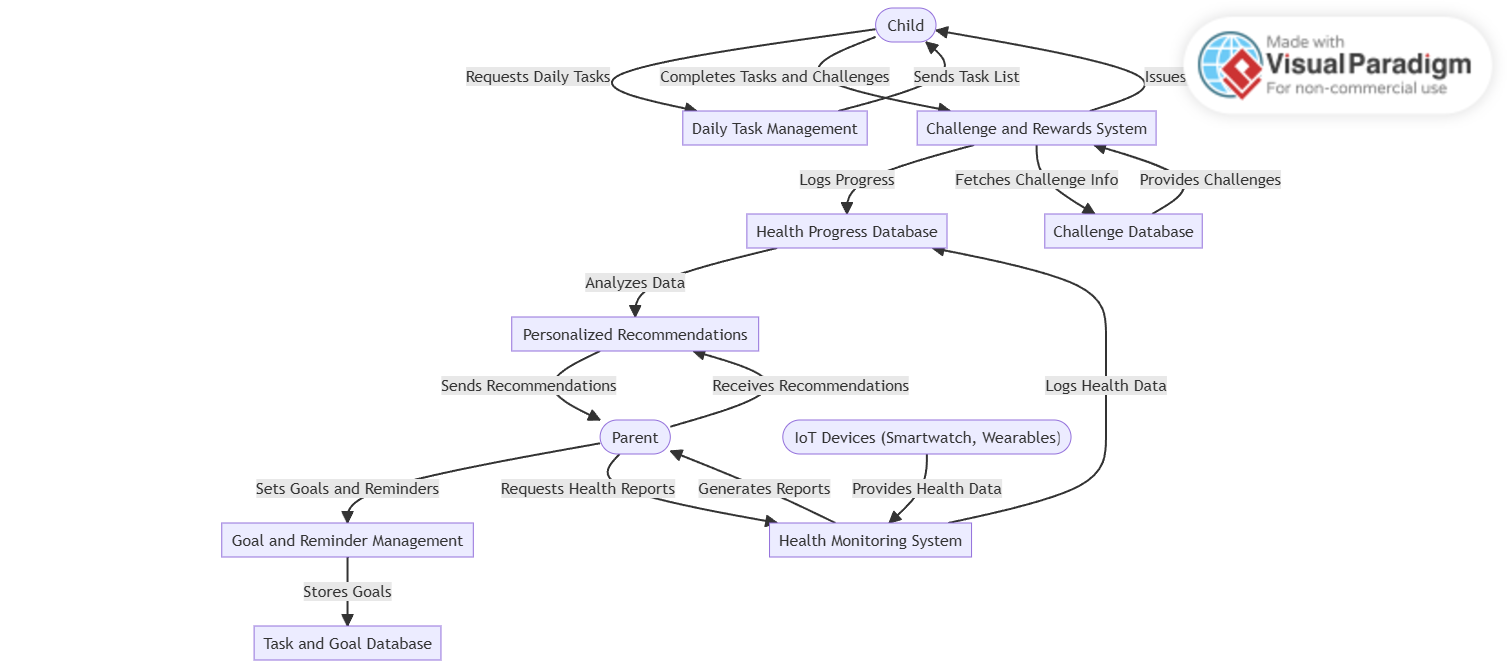 Child
Made with
Visual Paradigm
For non-commercial use
Requests Daily Tasks
Completes Tasks and Challenges
Sends Task List
Issues
Daily Task Management
Challenge and Rewards System
Logs Progress
Fetches Challenge Info
Provides Challenges
Health Progress Database
Challenge Database
Analyzes Data
Personalized Recommendations
Sends Recommendations
Receives Recommendations
Logs Health Data
Parent
IoT Devices (Smartwatch, Wearables)
Sets Goals and Reminders
Requests Health Reports
Generates Reports
Provides Health Data
Goal and Reminder Management
Health Monitoring System
Stores Goals
Task and Goal Database